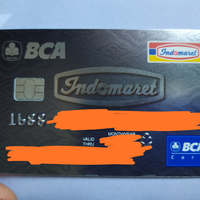 BCA
Indomaret
Indomaret
1688
MONTH/YEAR
VALID
THRU
BCA
Card